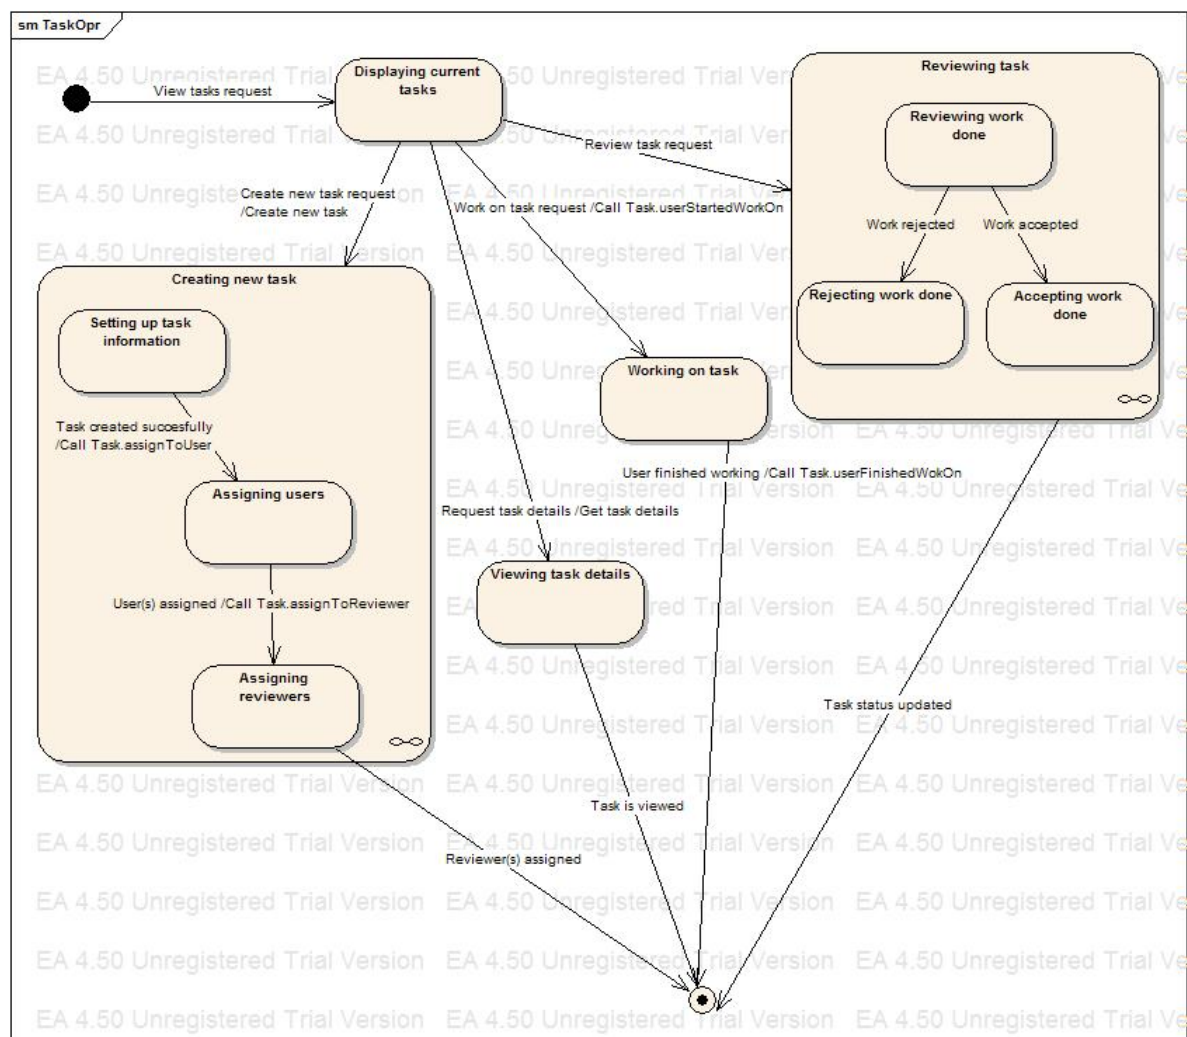 sm TaskOpr
EA 4.50 Unregistered Trial Version
View tasks request
Displaying current
tasks
Review task request
Create new task request
/Create new task
Work on task request /Call Task.userStartedWorkOn
Reviewing task
Reviewing work
done
Work rejected
Work accepted
Rejecting work done
Accepting work
done
Creating new task
Setting up task
information
Task created succesfully
/Call Task.assignToUser
Assigning users
User(s) assigned /Call Task.assignToReviewer
Assigning
reviewers
Working on task
User finished working /Call Task.userFinishedWokOn
Request task details /Get task details
Viewing task details
Task status updated
Task is viewed
Reviewer(s) assigned